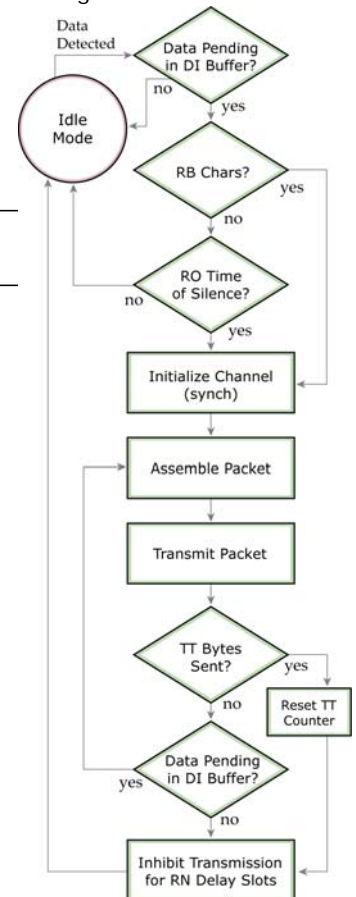 Data
Detected
Data Pending
in DI Buffer?
no
yes
Idle
Mode
RB Chars?
yes
no
RO Time
of Silence?
no
yes
Initialize Channel
(synch)
Assemble Packet
Transmit Packet
TT Bytes
Sent?
yes
no
Reset TT
Counter
Data Pending
in DI Buffer?
yes
no
Inhibit Transmission
for RN Delay Slots